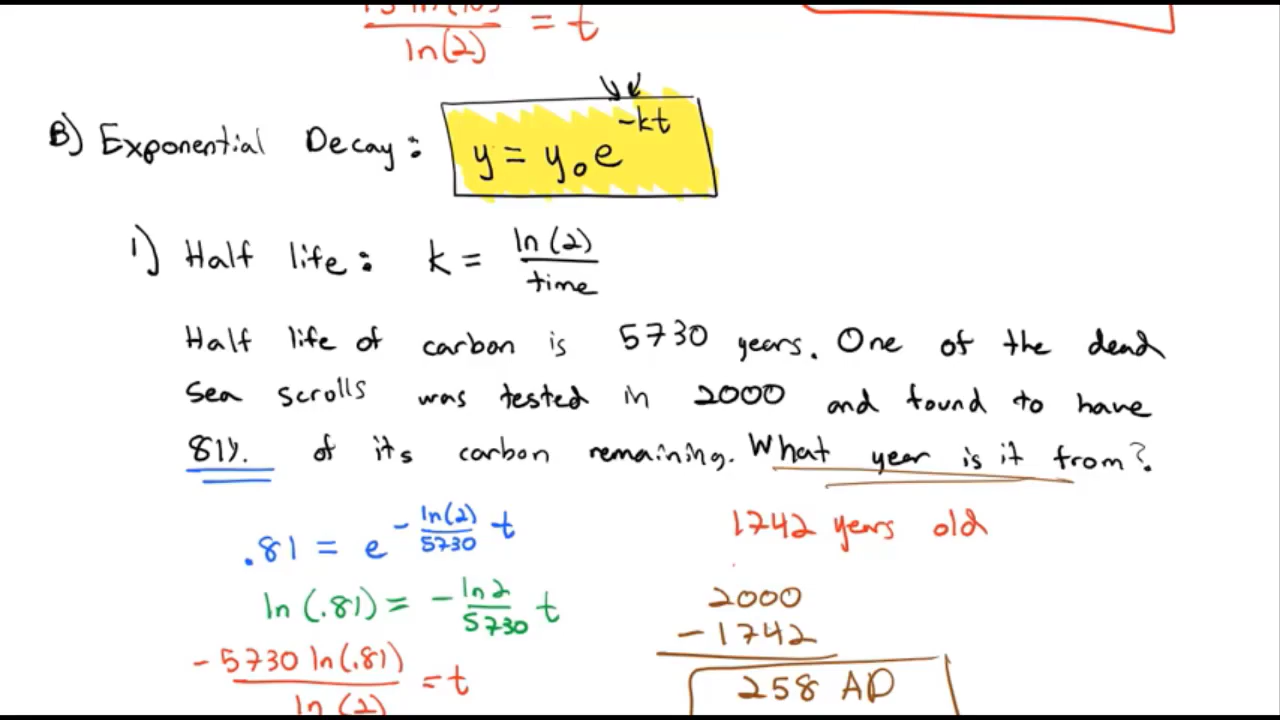 ln(2) = t
B) Exponential Decay: y = y₀e^(-kt)
1) Half life: k = ln(2)/time
Half life of carbon is 5730 years. One of the dead
Sea scrolls was tested in 2000 and found to have
81% of its carbon remaining. What year is it from?
.81 = e^(-ln(2)/5730 t)
1742 years old
ln(.81) = -ln2/5730 t
-5730 ln(.81)/ln(2) = t
2000
-1742
258 AD